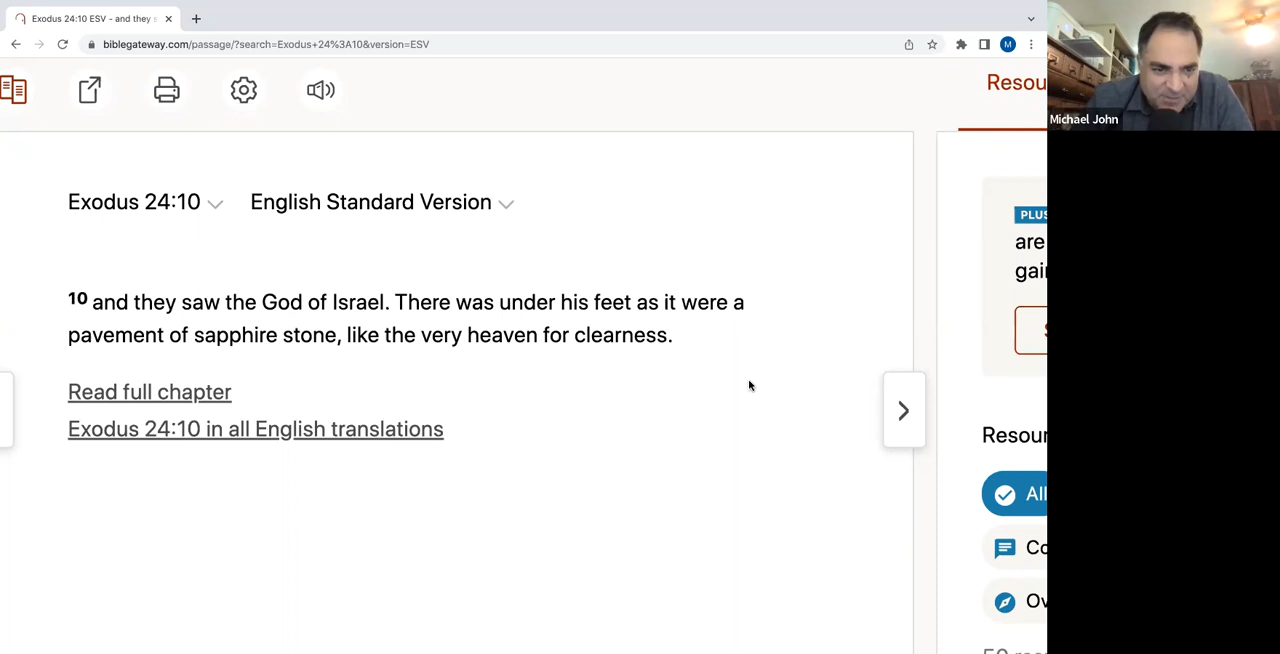 Exodus 24:10 ESV - and they s
biblegateway.com/passage/?search=Exodus+24%3A10&version=ESV
M
Resou
Michael John
Exodus 24:10 English Standard Version
PLUS
are
gai
10 and they saw the God of Israel. There was under his feet as it were a
pavement of sapphire stone, like the very heaven for clearness.
Read full chapter
Exodus 24:10 in all English translations
Resour
All
Co
Ov